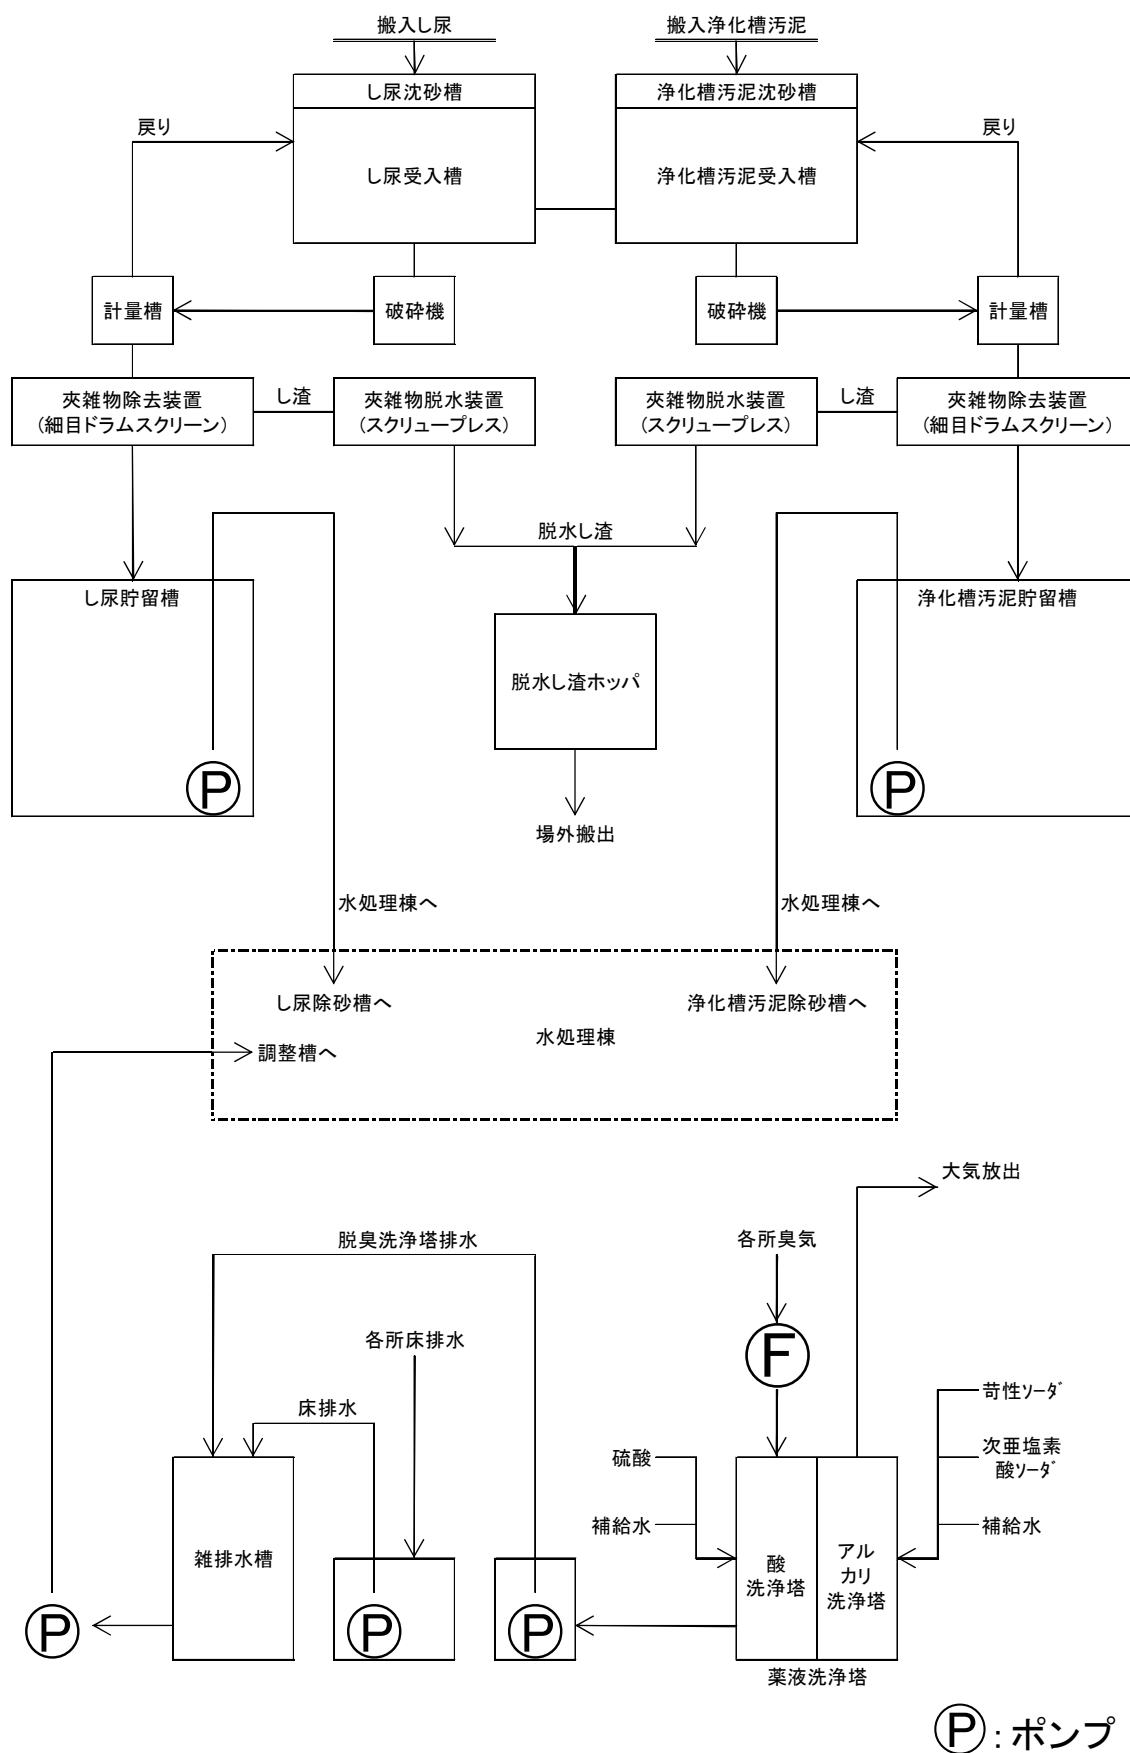 搬入し尿
搬入浄化槽汚泥
し尿沈砂槽
浄化槽汚泥沈砂槽
戻り
戻り
し尿受入槽
浄化槽汚泥受入槽
計量槽
破砕機
破砕機
計量槽
夾雑物除去装置
(細目ドラムスクリーン)
し渣
夾雑物脱水装置
(スクリュープレス)
夾雑物脱水装置
(スクリュープレス)
し渣
夾雑物除去装置
(細目ドラムスクリーン)
脱水し渣
し尿貯留槽
浄化槽汚泥貯留槽
脱水し渣ホッパ
P
P
場外搬出
水処理棟へ
水処理棟へ
し尿除砂槽へ
浄化槽汚泥除砂槽へ
水処理棟
調整槽へ
大気放出
脱臭洗浄塔排水
各所臭気
各所床排水
F
床排水
苛性ソーダ
硫酸
次亜塩素
酸ソーダ
補給水
補給水
雑排水槽
酸
洗浄塔
アル
カリ
洗浄塔
P
P
P
薬液洗浄塔
P : ポンプ